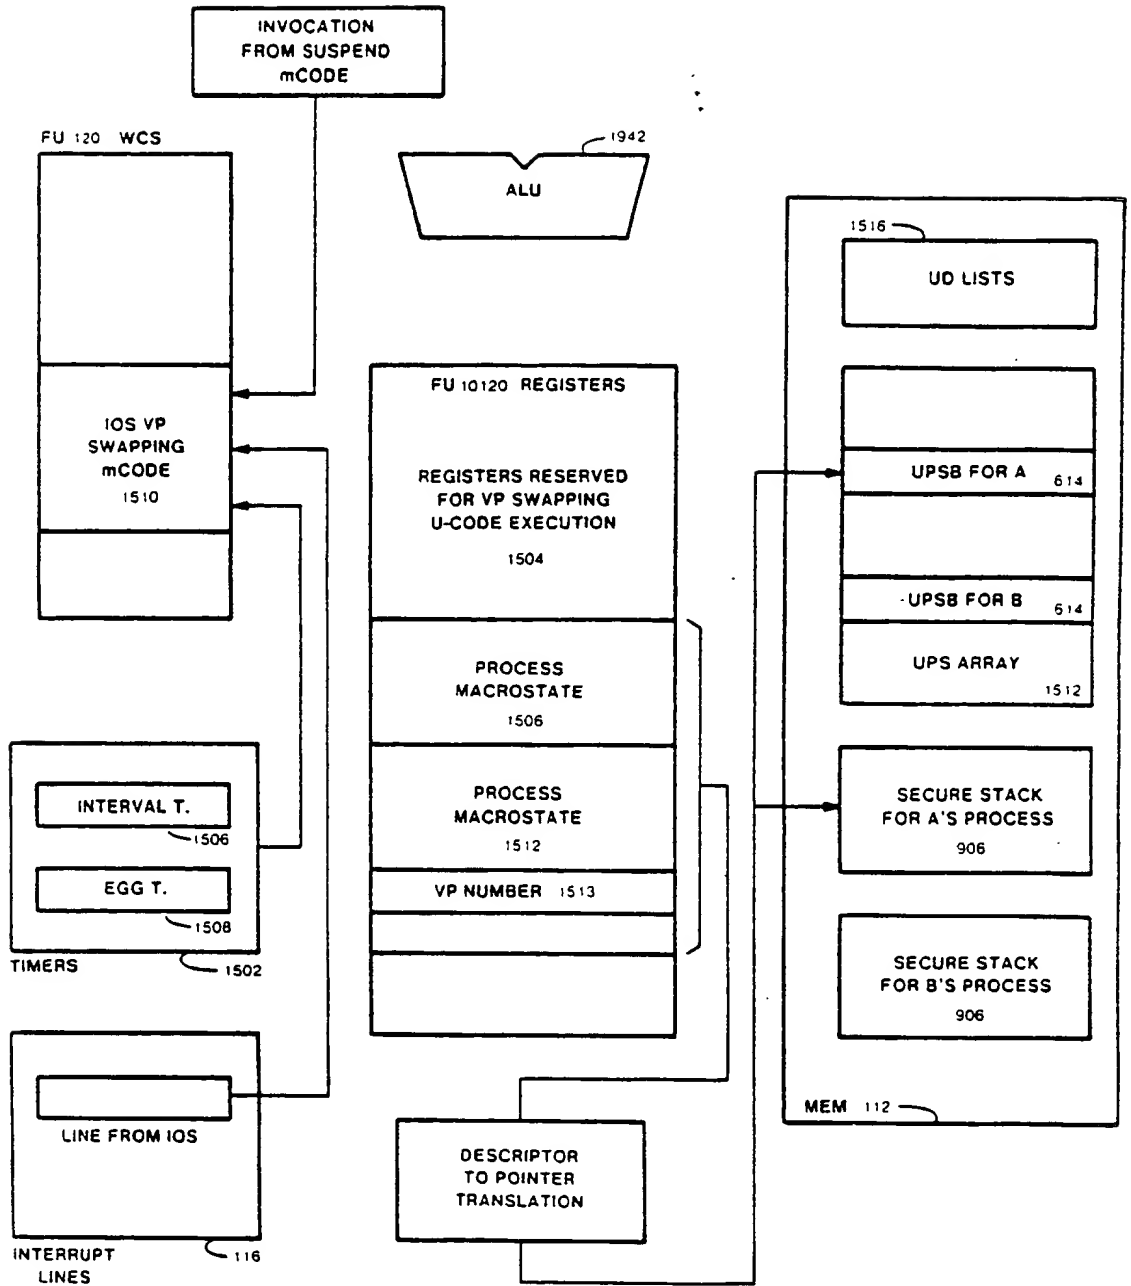 INVOCATION
FROM SUSPEND
mCODE
FU 120 WCS
1942
ALU
1516
UD LISTS
FU 10120 REGISTERS
IOS VP
SWAPPING
mCODE
1510
REGISTERS RESERVED
FOR VP SWAPPING
U-CODE EXECUTION
1504
UPSB FOR A 614
UPSB FOR B 614
UPS ARRAY
1512
PROCESS
MACROSTATE
1506
PROCESS
MACROSTATE
1512
VP NUMBER 1513
INTERVAL T.
1506
EGG T.
1508
TIMERS
1502
SECURE STACK
FOR A'S PROCESS
906
SECURE STACK
FOR B'S PROCESS
906
MEM 112
LINE FROM IOS
INTERRUPT
LINES
116
DESCRIPTOR
TO POINTER
TRANSLATION